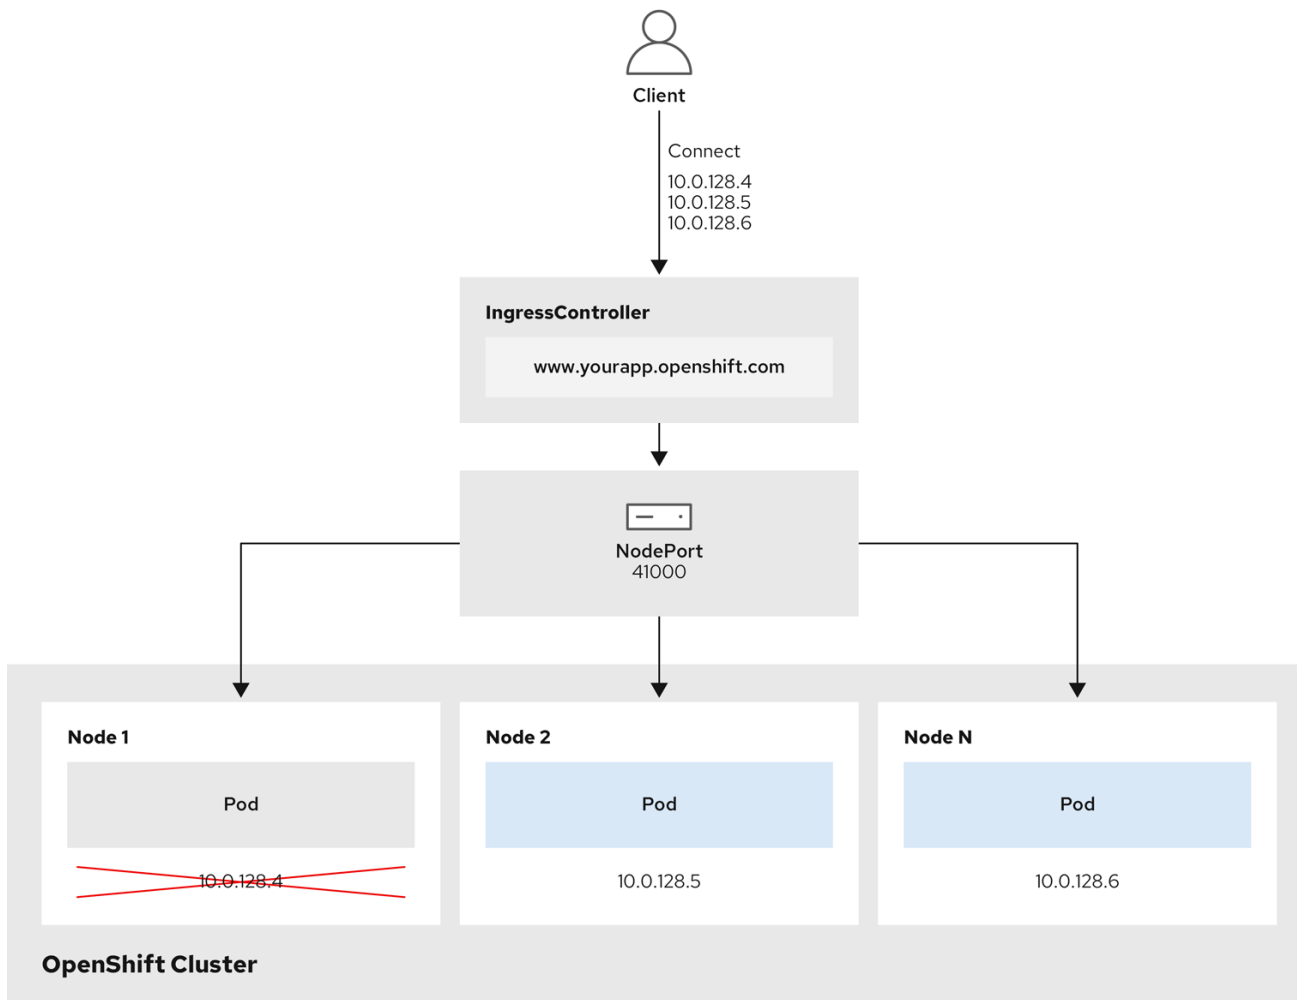 Client
Connect
10.0.128.4
10.0.128.5
10.0.128.6
IngressController
www.yourapp.openshift.com
NodePort
41000
Node 1
Pod
10.0.128.4
Node 2
Pod
10.0.128.5
Node N
Pod
10.0.128.6
OpenShift Cluster